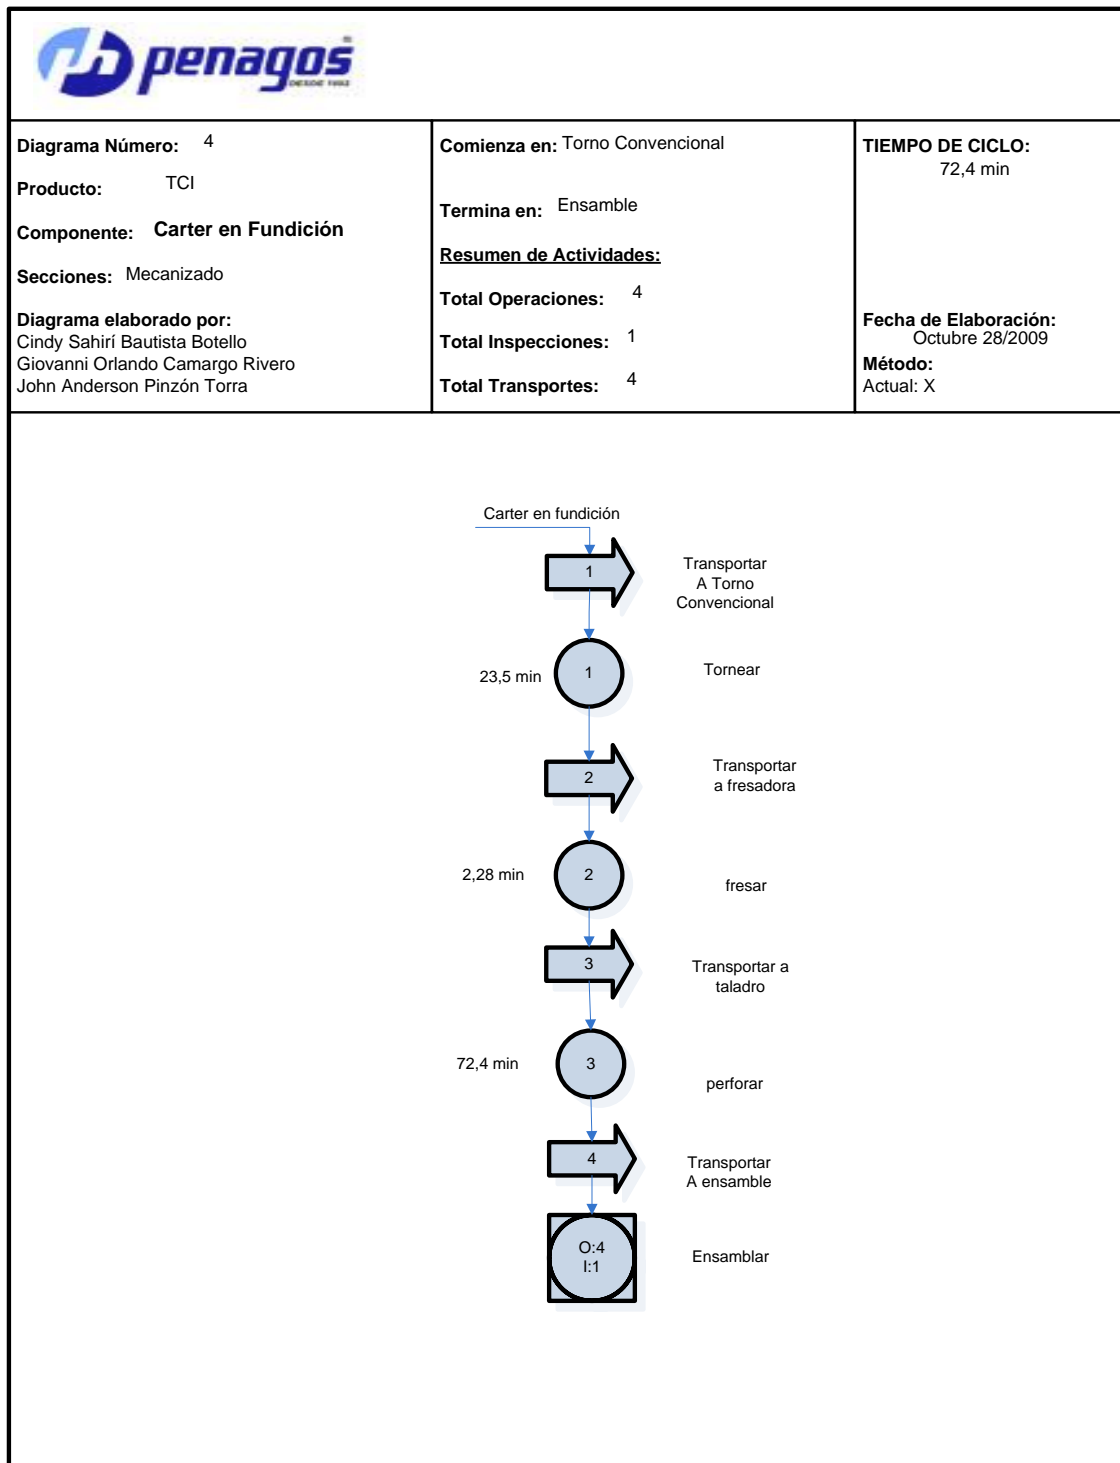 penagos
DESDE 1892
Diagrama Número: 4
Producto: TCI
Componente: Carter en Fundición
Secciones: Mecanizado
Diagrama elaborado por:
Cindy Sahirí Bautista Botello
Giovanni Orlando Camargo Rivero
John Anderson Pinzón Torra
Comienza en: Torno Convencional
Termina en: Ensamble
Resumen de Actividades:
Total Operaciones: 4
Total Inspecciones: 1
Total Transportes: 4
TIEMPO DE CICLO:
72,4 min
Fecha de Elaboración:
Octubre 28/2009
Método:
Actual: X
Carter en fundición
1
Transportar
A Torno
Convencional
23,5 min
1
Tornear
2
Transportar
a fresadora
2,28 min
2
fresar
3
Transportar a
taladro
72,4 min
3
perforar
4
Transportar
A ensamble
O:4
I:1
Ensamblar